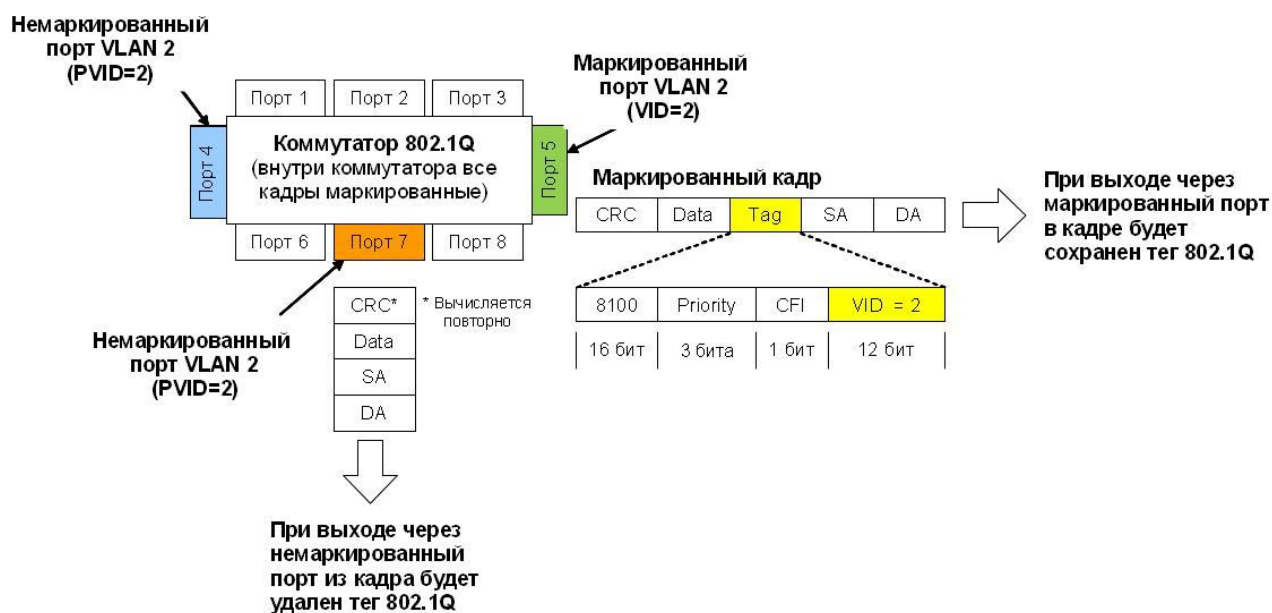 Немаркированный
порт VLAN 2
(PVID=2)
Маркированный
порт VLAN 2
(VID=2)
Порт 1
Порт 2
Порт 3
Порт 4
Коммутатор 802.1Q
(внутри коммутатора все
кадры маркированные)
Порт 5
Порт 6
Порт 7
Порт 8
Маркированный кадр
CRC
Data
Tag
SA
DA
При выходе через
маркированный порт
в кадре будет
сохранен тег 802.1Q
8100
Priority
CFI
VID = 2
16 бит
3 бита
1 бит
12 бит
Немаркированный
порт VLAN 2
(PVID=2)
CRC*
* Вычисляется
повторно
Data
SA
DA
При выходе через
немаркированный
порт из кадра будет
удален тег 802.1Q